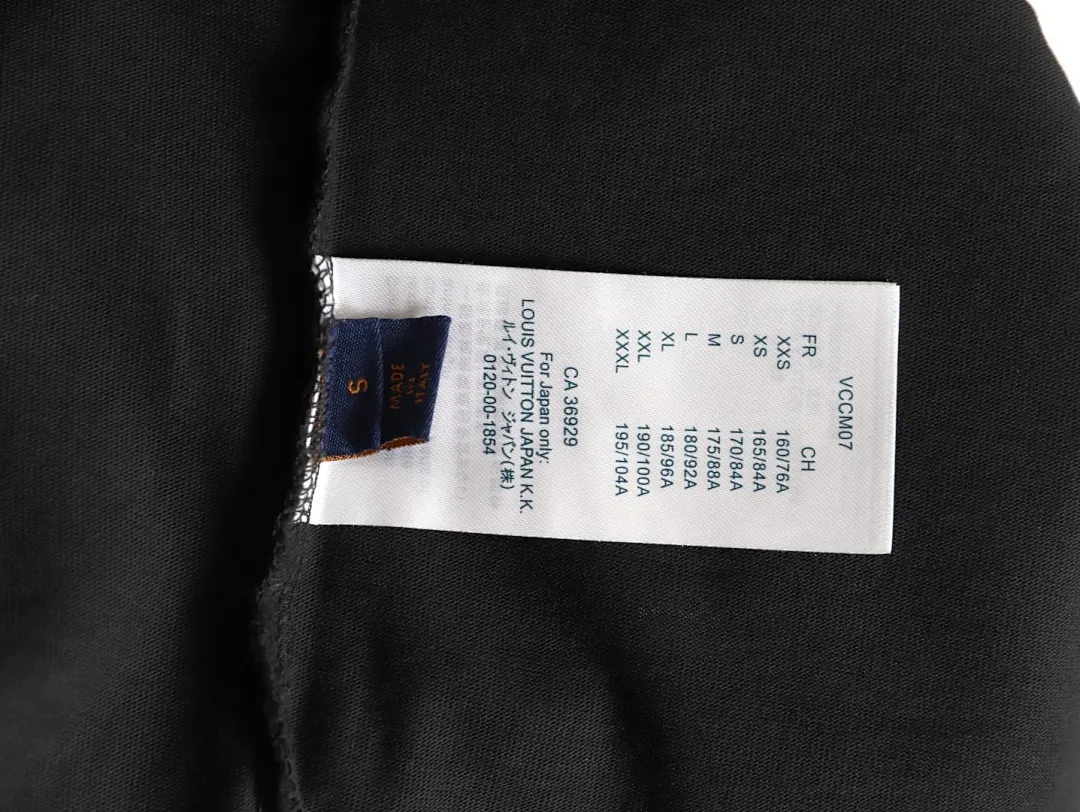 VCCM07
FR CH
XXS 160/76A
XS 165/84A
S 170/84A
M 175/88A
L 180/92A
XL 185/96A
XXL 190/100A
XXXL 195/104A
CA 36929
For Japan only:
LOUIS VUITTON JAPAN K.K.
ルイ・ヴィトン ジャパン(株)
0120-00-1854
S
MADE
IN
ITALY